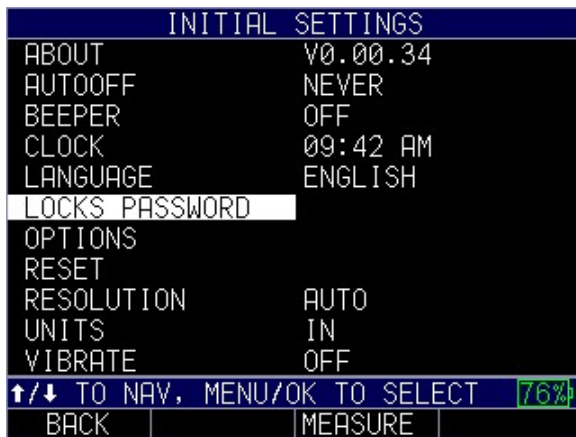 INITIAL SETTINGS
ABOUT V0.00.34
AUTOOFF NEVER
BEEPER OFF
CLOCK 09:42 AM
LANGUAGE ENGLISH
LOCKS PASSWORD
OPTIONS
RESET
RESOLUTION AUTO
UNITS IN
VIBRATE OFF
↑/↓ TO NAV, MENU/OK TO SELECT 76%
BACK MEASURE